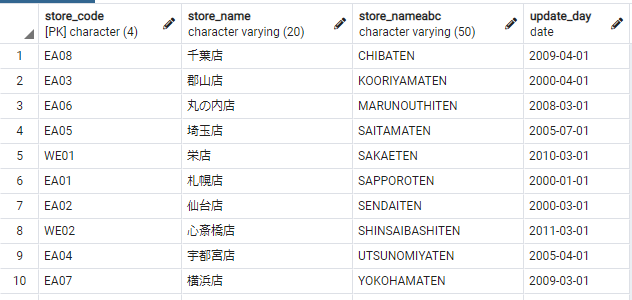 store_code store_name store_nameabc update_day
[PK] character (4) character varying (20) character varying (50) date
1 EA08 千葉店 CHIBATEN 2009-04-01
2 EA03 郡山店 KOORIYAMATEN 2000-04-01
3 EA06 丸の内店 MARUNOUTHITEN 2008-03-01
4 EA05 埼玉店 SAITAMATEN 2005-07-01
5 WE01 栄店 SAKAETEN 2010-03-01
6 EA01 札幌店 SAPPOROTEN 2000-01-01
7 EA02 仙台店 SENDAITEN 2000-03-01
8 WE02 心斎橋店 SHINSAIBASHITEN 2011-03-01
9 EA04 宇都宮店 UTSUNOMIYATEN 2005-04-01
10 EA07 横浜店 YOKOHAMATEN 2009-03-01